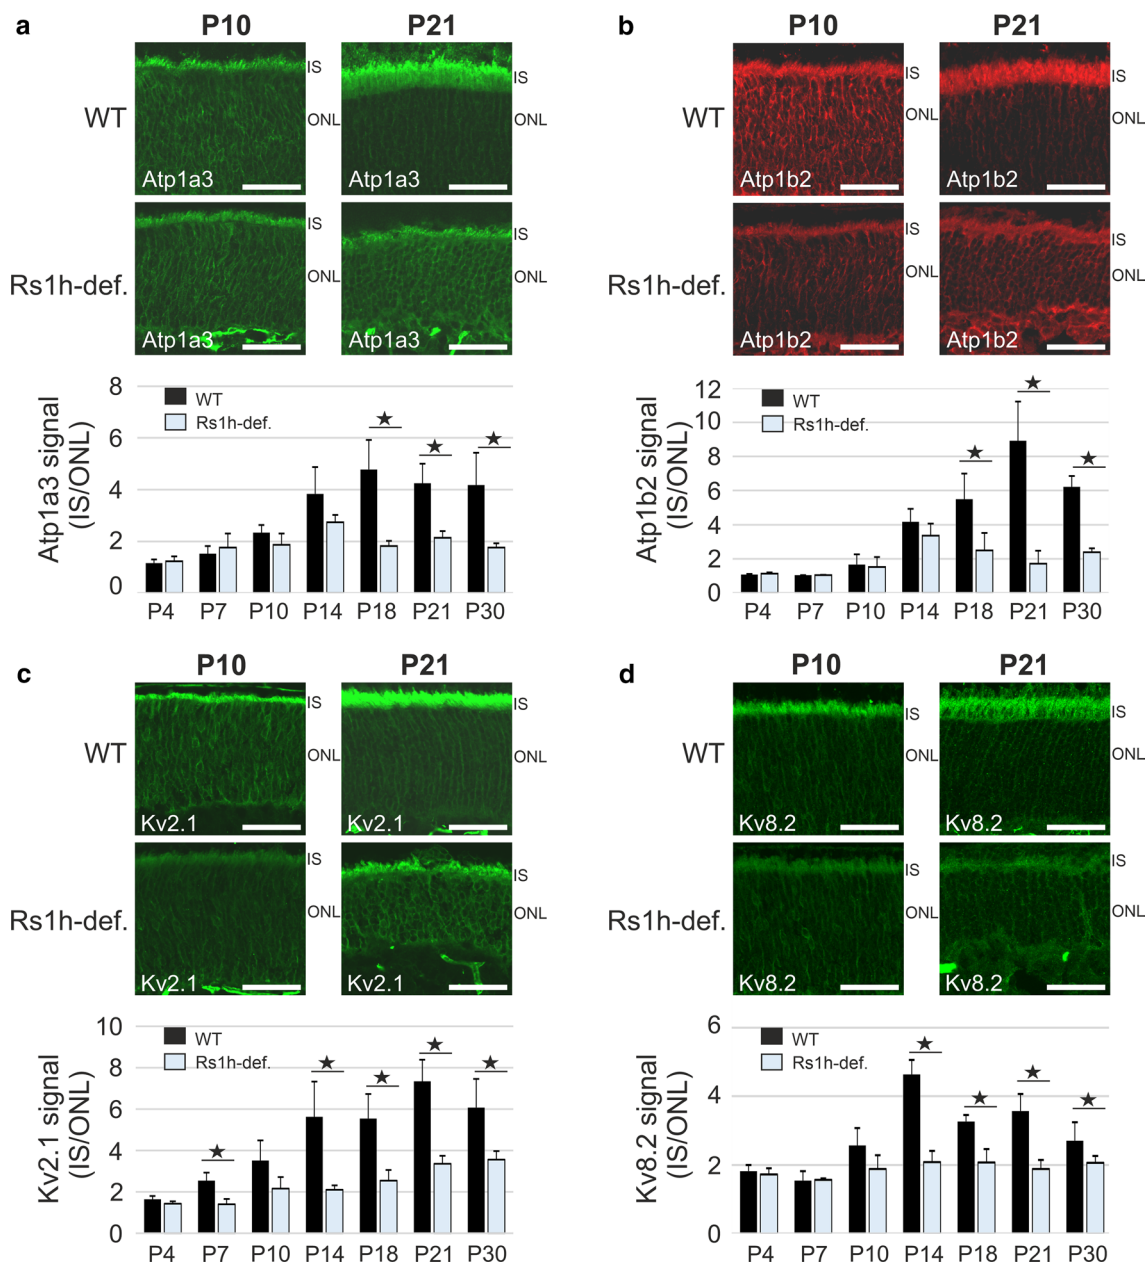 a
P10
P21
WT
IS
ONL
Atp1a3
IS
ONL
Atp1a3
Rs1h-def.
IS
ONL
Atp1a3
IS
ONL
Atp1a3
Atp1a3 signal
(IS/ONL)
8
6
4
2
0
WT
Rs1h-def.
★
★
★
P4
P7
P10
P14
P18
P21
P30
b
P10
P21
WT
IS
ONL
Atp1b2
IS
ONL
Atp1b2
Rs1h-def.
IS
ONL
Atp1b2
IS
ONL
Atp1b2
Atp1b2 signal
(IS/ONL)
12
10
8
6
4
2
0
WT
Rs1h-def.
★
★
★
P4
P7
P10
P14
P18
P21
P30
c
P10
P21
WT
IS
ONL
Kv2.1
IS
ONL
Kv2.1
Rs1h-def.
IS
ONL
Kv2.1
IS
ONL
Kv2.1
Kv2.1 signal
(IS/ONL)
10
8
6
4
2
0
WT
Rs1h-def.
★
★
★
★
★
P4
P7
P10
P14
P18
P21
P30
d
P10
P21
WT
IS
ONL
Kv8.2
IS
ONL
Kv8.2
Rs1h-def.
IS
ONL
Kv8.2
IS
ONL
Kv8.2
Kv8.2 signal
(IS/ONL)
6
4
2
0
WT
Rs1h-def.
★
★
★
★
P4
P7
P10
P14
P18
P21
P30